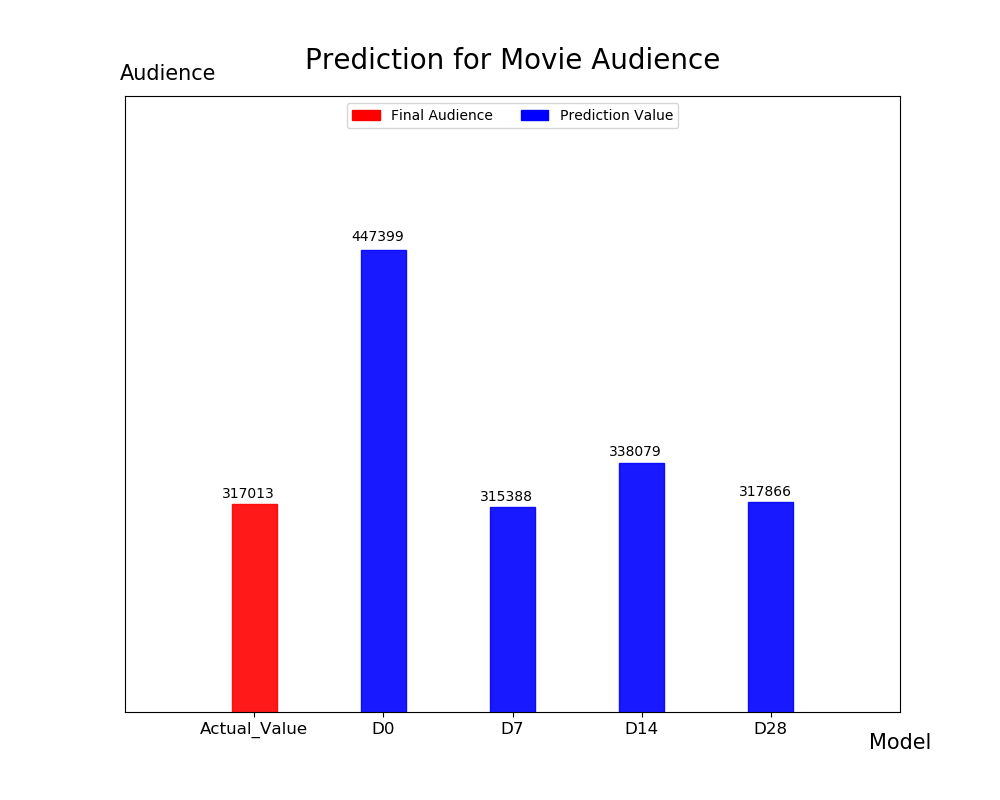 Prediction for Movie Audience
Audience
Final Audience Prediction Value
447399
338079
317013 315388 317866
Actual_Value D0 D7 D14 D28
Model